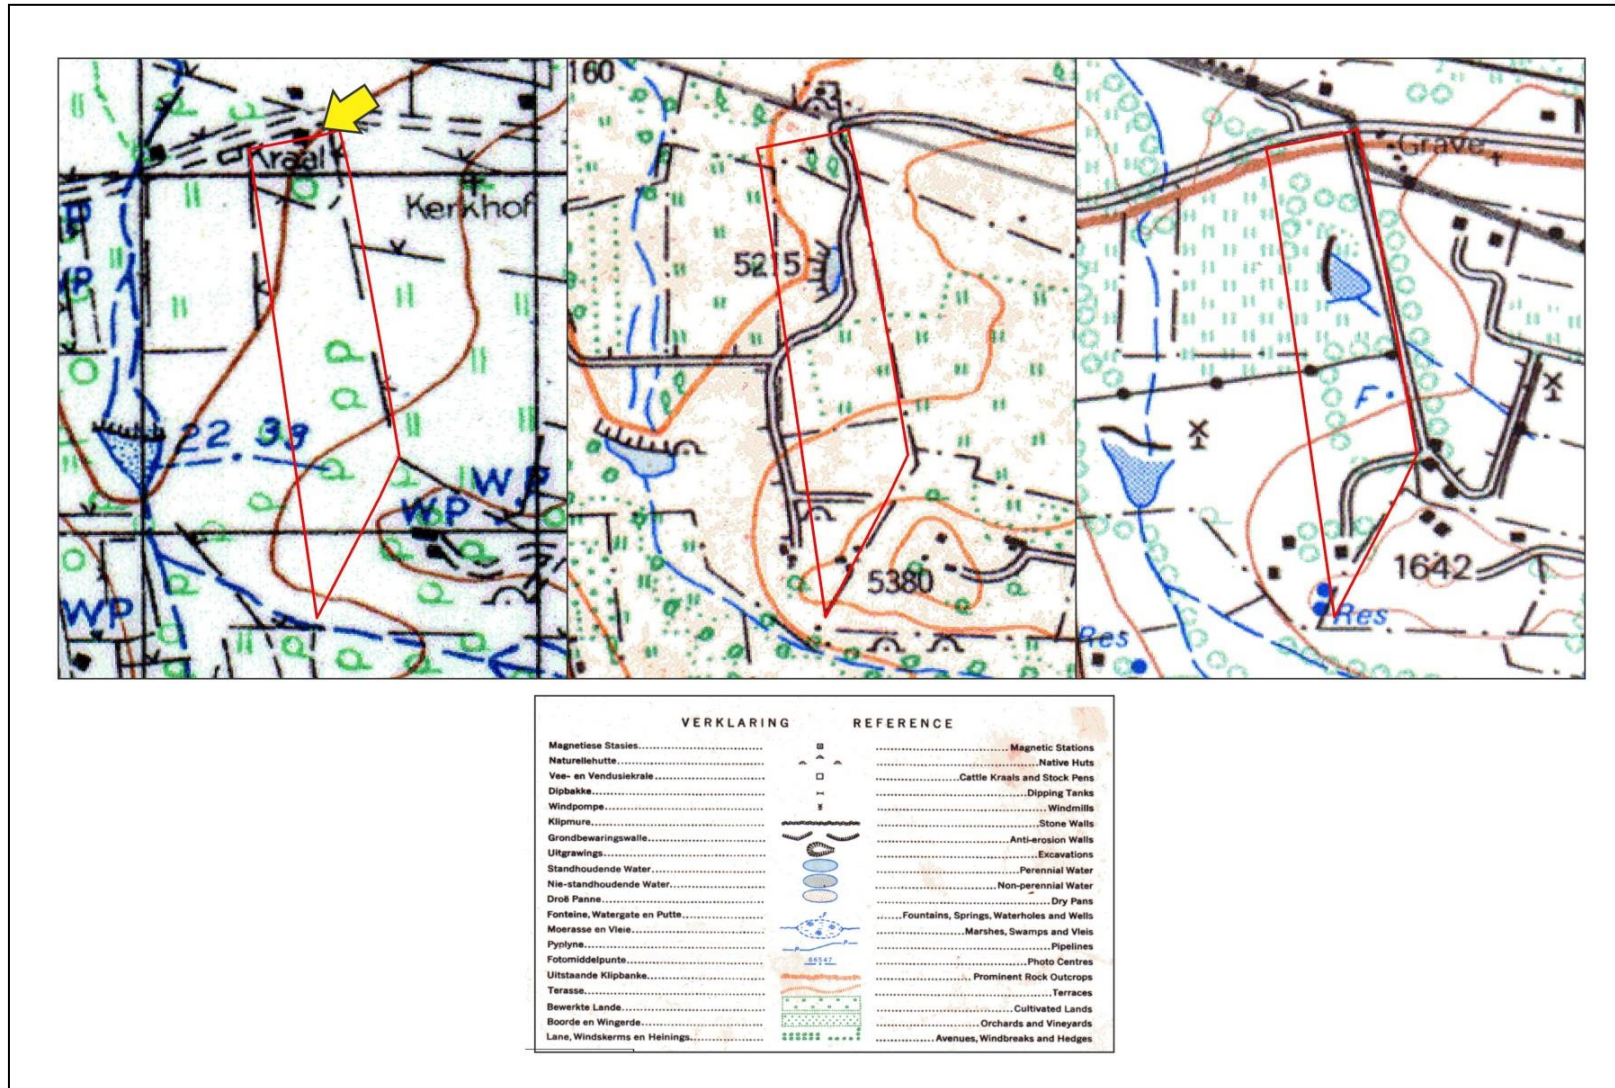 Kraal
Kerkhof
WP
WP
22 39
WP
WP
WP
160
5215
5380
Grave
F
1642
Res
Res
VERKLARING REFERENCE
Magnetiese Stasies Magnetic Stations
Naturellehutte Native Huts
Vee- en Vendusiekrale Cattle Kraals and Stock Pens
Dipbakke Dipping Tanks
Windpompe Windmills
Klipmure Stone Walls
Grondbewaringswalle Anti-erosion Walls
Uitgrawings Excavations
Standhoudende Water Perennial Water
Nie-standhoudende Water Non-perennial Water
Droë Panne Dry Pans
Fonteine, Watergate en Putte F Fountains, Springs, Waterholes and Wells
Moerasse en Vleie Marshes, Swamps and Vleis
Pyplyne P P Pipelines
Fotomiddelpunte Photo Centres
Uitstaande Klipbanke Prominent Rock Outcrops
Terasse Terraces
Bewerkte Lande Cultivated Lands
Boorde en Wingerde Orchards and Vineyards
Lane, Windskerms en Heinings Avenues, Windbreaks and Hedges